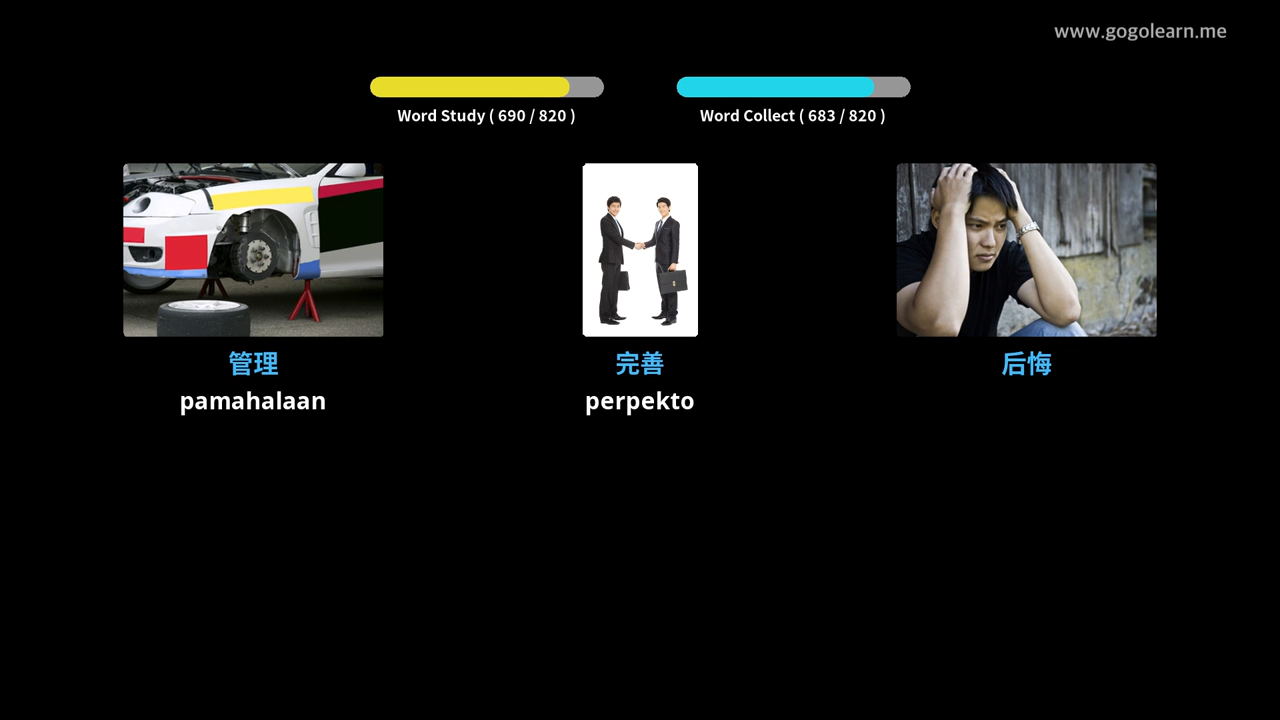 www.gogolearn.me
Word Study ( 690 / 820 )
Word Collect ( 683 / 820 )
管理
完善
后悔
pamahalaan
perpekto